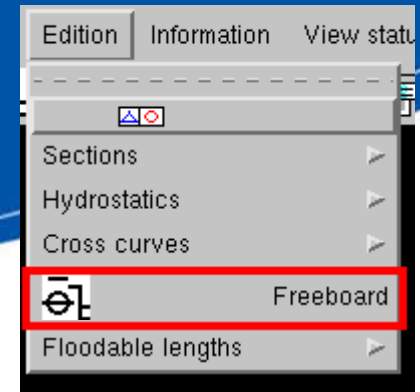 Edition Information View statu
Sections
Hydrostatics
Cross curves
Freeboard
Floodable lengths